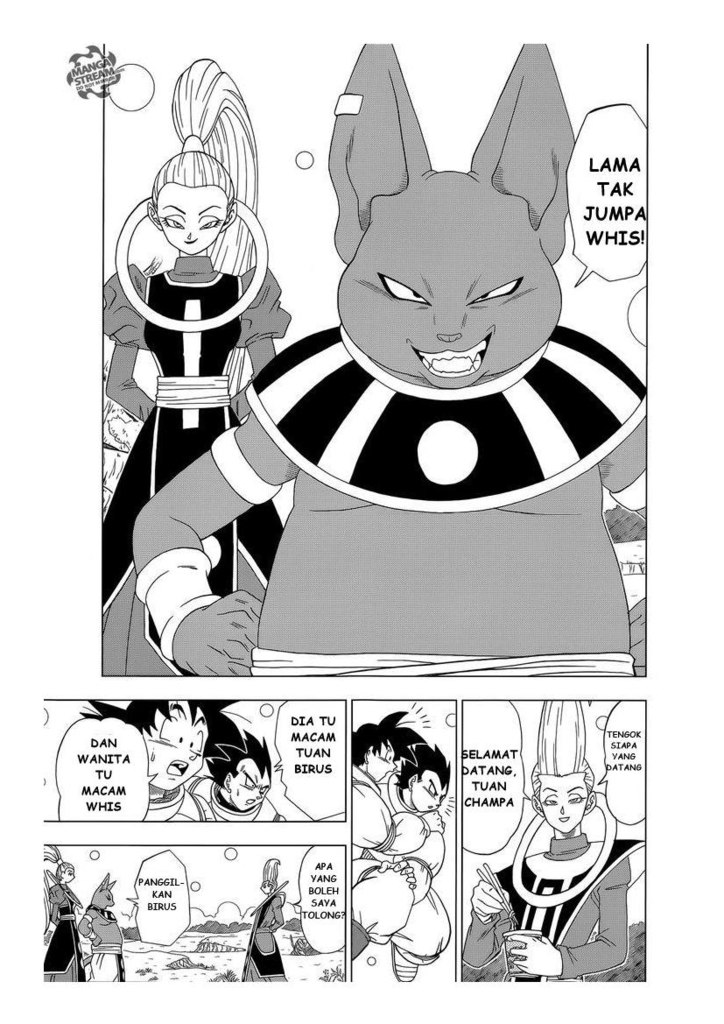 MANGA
STREAM
LAMA
TAK
JUMPA
WHIS!
DIA TU
MACAM
TUAN
BIRUS
DAN
WANITA
TU
MACAM
WHIS
TENGOK
SIAPA
YANG
DATANG
SELAMAT
DATANG,
TUAN
CHAMPA
APA
YANG
BOLEH
SAYA
TOLONG?
PANGGIL-
KAN
BIRUS